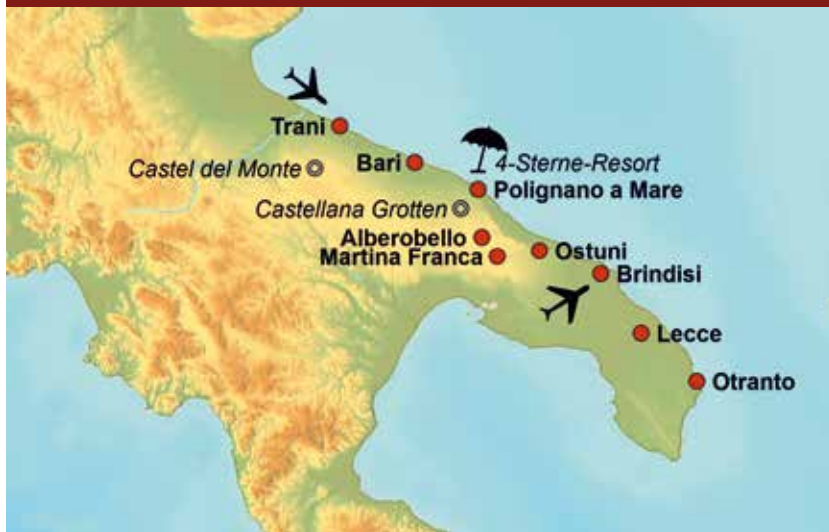 Trani
Castel del Monte
Bari
4-Sterne-Resort
Polignano a Mare
Castellana Grotten
Alberobello
Martina Franca
Ostuni
Brindisi
Lecce
Otranto